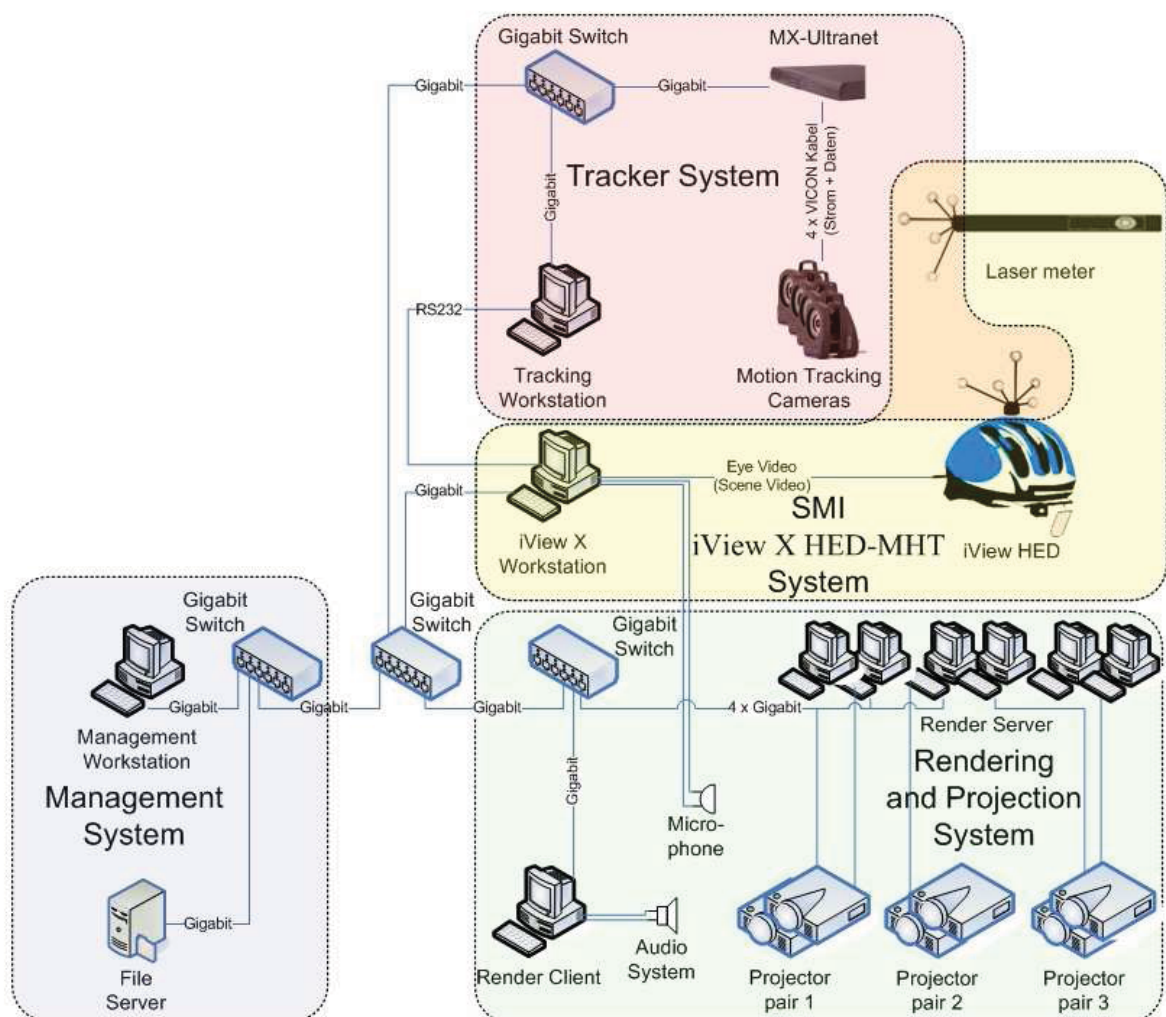 Gigabit Switch
MX-Ultranet
Gigabit
Gigabit
Gigabit
4 x VICON Kabel
(Strom + Daten)
Tracker System
Laser meter
RS232
Tracking
Workstation
Motion Tracking
Cameras
Gigabit
Eye Video
(Scene Video)
SMI
iView X HED-MHT
System
iView X
Workstation
iView HED
Gigabit
Switch
Gigabit
Switch
Gigabit
Switch
Gigabit
Gigabit
Gigabit
4 x Gigabit
Render Server
Management
Workstation
Management
System
Gigabit
Rendering
and Projection
System
Micro-
phone
Gigabit
File
Server
Render Client
Audio
System
Projector
pair 1
Projector
pair 2
Projector
pair 3